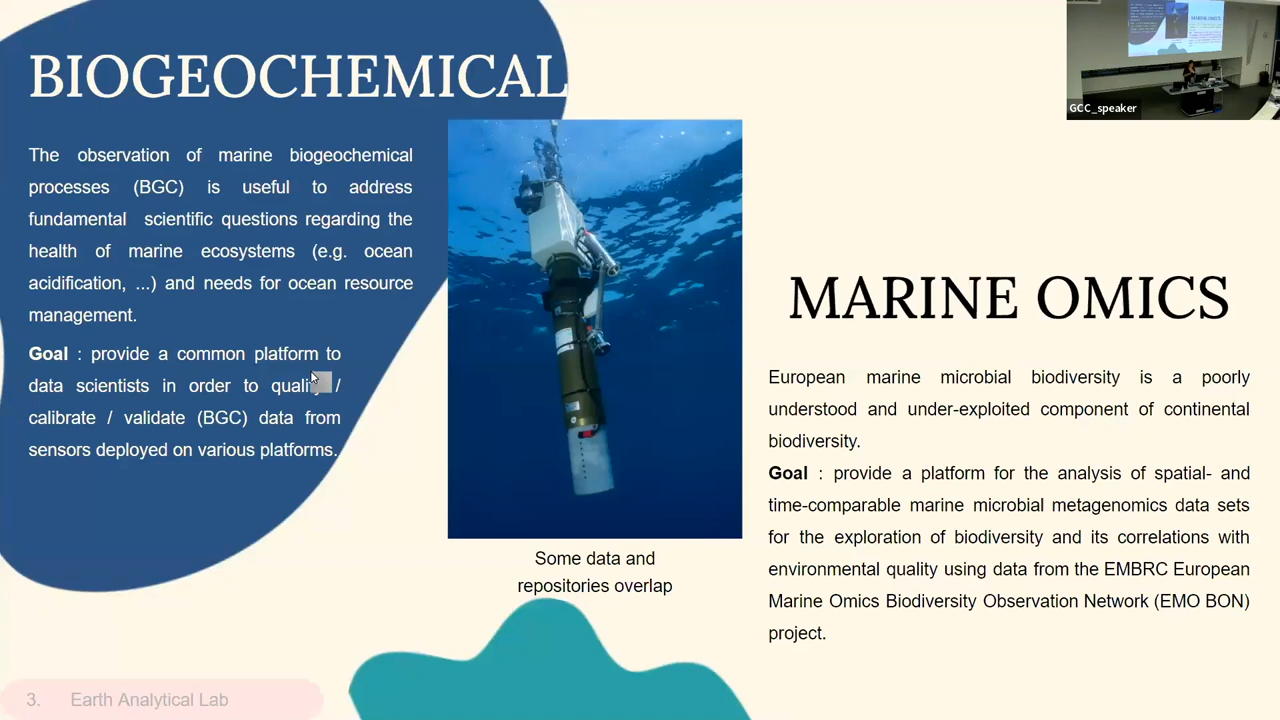 BIOGEOCHEMICAL
The observation of marine biogeochemical
processes (BGC) is useful to address
fundamental scientific questions regarding the
health of marine ecosystems (e.g. ocean
acidification, ...) and needs for ocean resource
management.
Goal : provide a common platform to
data scientists in order to qualify /
calibrate / validate (BGC) data from
sensors deployed on various platforms.
Some data and
repositories overlap
GCC_speaker
MARINE OMICS
European marine microbial biodiversity is a poorly
understood and under-exploited component of continental
biodiversity.
Goal : provide a platform for the analysis of spatial- and
time-comparable marine microbial metagenomics data sets
for the exploration of biodiversity and its correlations with
environmental quality using data from the EMBRC European
Marine Omics Biodiversity Observation Network (EMO BON)
project.
3. Earth Analytical Lab